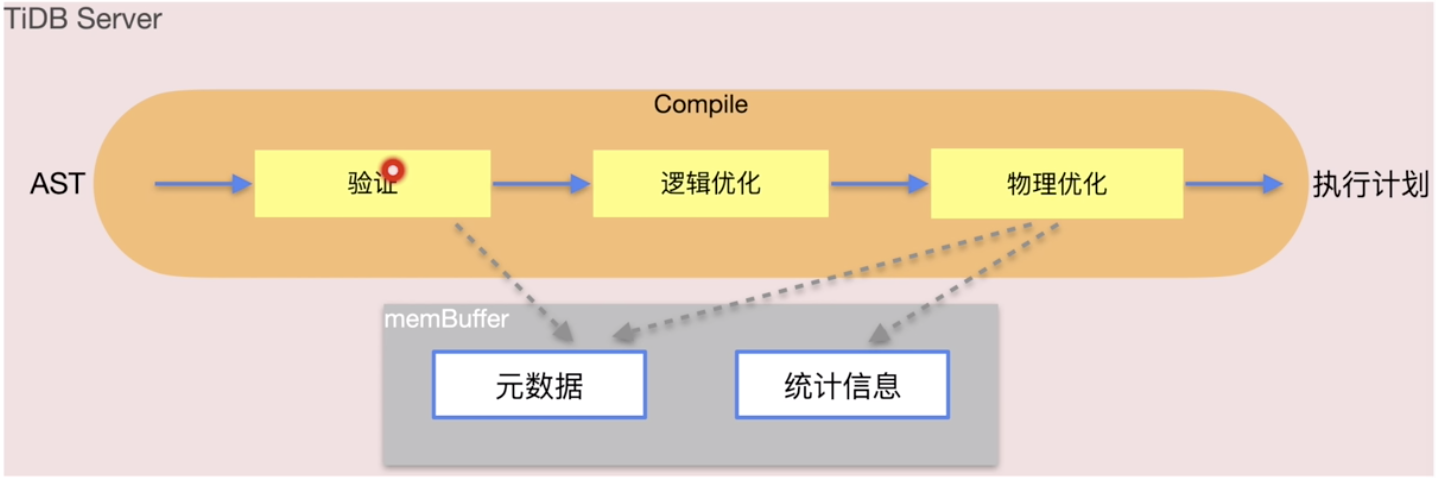 TiDB Server
Compile
AST
验证
逻辑优化
物理优化
执行计划
memBuffer
元数据
统计信息